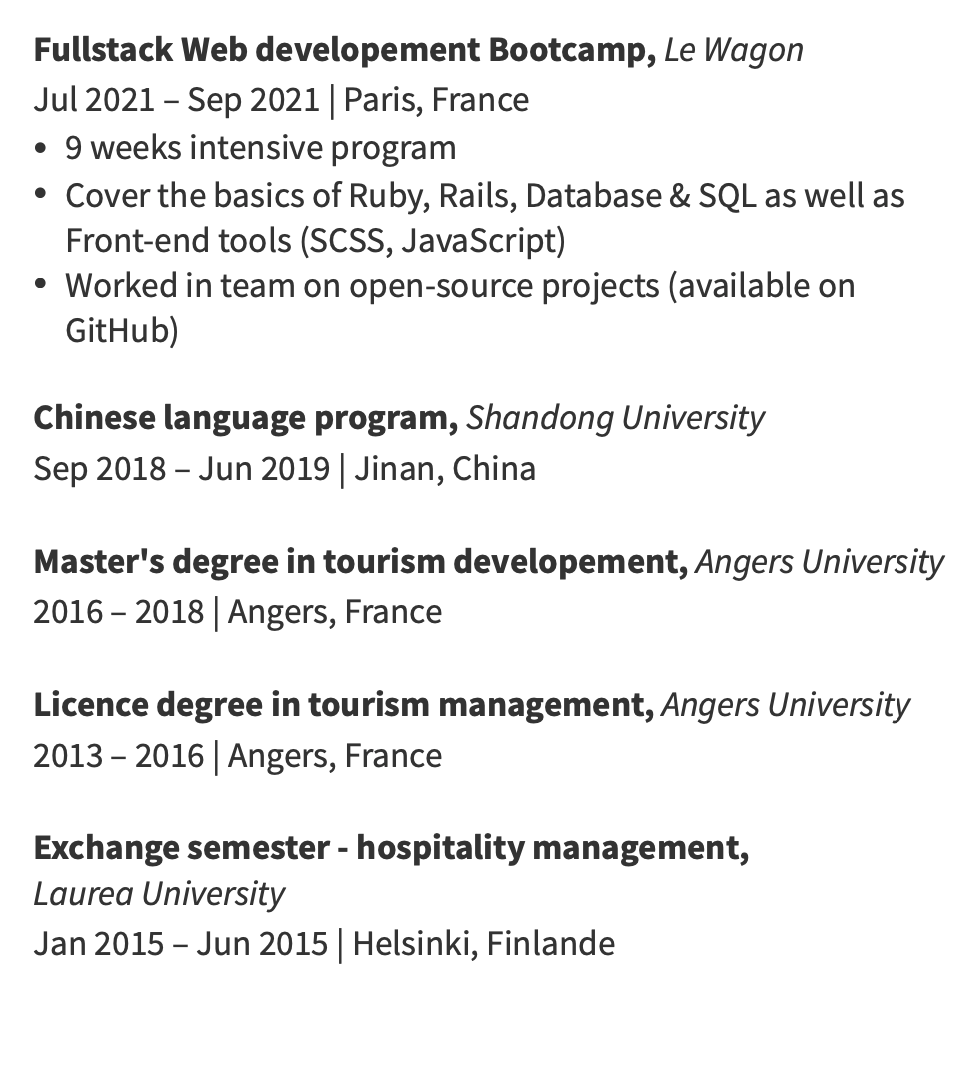 Fullstack Web developement Bootcamp, Le Wagon
Jul 2021 – Sep 2021 | Paris, France
• 9 weeks intensive program
• Cover the basics of Ruby, Rails, Database & SQL as well as
Front-end tools (SCSS, JavaScript)
• Worked in team on open-source projects (available on
GitHub)
Chinese language program, Shandong University
Sep 2018 – Jun 2019 | Jinan, China
Master's degree in tourism developement, Angers University
2016 – 2018 | Angers, France
Licence degree in tourism management, Angers University
2013 – 2016 | Angers, France
Exchange semester - hospitality management,
Laurea University
Jan 2015 – Jun 2015 | Helsinki, Finlande